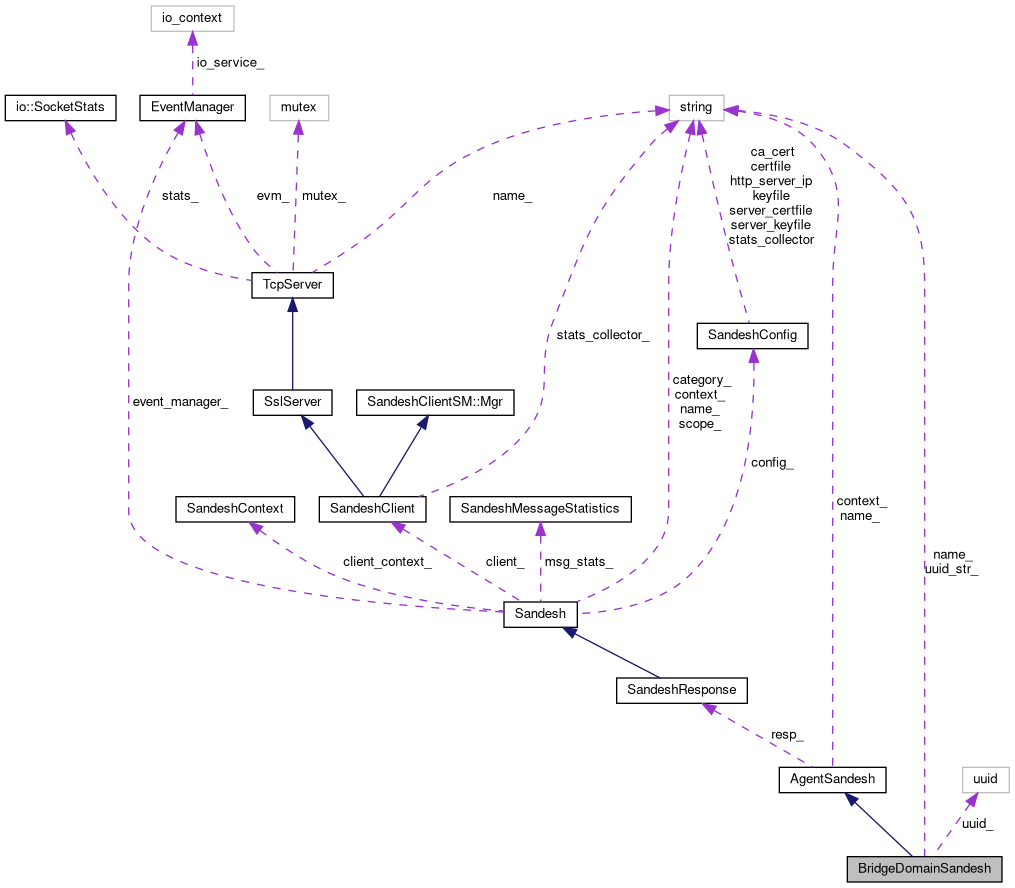 io_context
io_service_
io::SocketStats
EventManager
mutex
string
ca_cert
certfile
http_server_ip
keyfile
server_certfile
server_keyfile
stats_collector
stats_
evm_
mutex_
name_
TcpServer
stats_collector_
SandeshConfig
category_
context_
name_
scope_
event_manager_
SslServer
SandeshClientSM::Mgr
config_
SandeshContext
SandeshClient
SandeshMessageStatistics
context_
name_
client_context_
client_
msg_stats_
name_
uuid_str_
Sandesh
SandeshResponse
resp_
AgentSandesh
uuid
uuid_
BridgeDomainSandesh